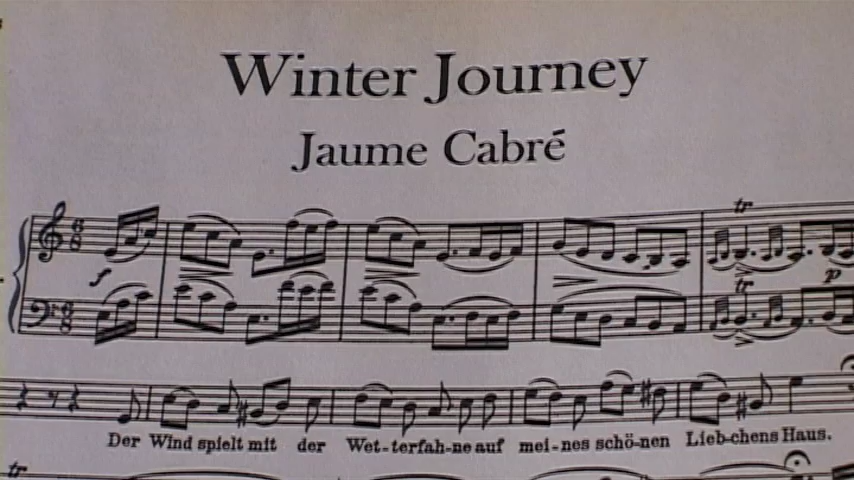 Winter Journey
Jaume Cabré
tr
f
tr
p
Der Wind spielt mit der Wet-terfah-ne auf mei-nes schö-nen Lieb-chens Haus.
tr